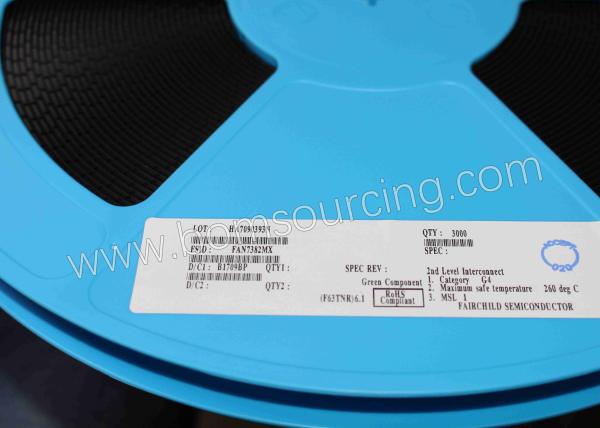 www.bomsourcing.com
LOT: QTY : 3000
FSID : FAN7382MX SPEC :
D/C1 : B1709BP QTY1 : SPEC REV : 2nd Level Interconnect
Green Component 1. Category G4
D/C2 : QTY2 : 2. Maximum safe temperature 260 deg C
(F63TNR)6.1 RoHS Compliant 3. MSL 1
FAIRCHILD SEMICONDUCTOR
020